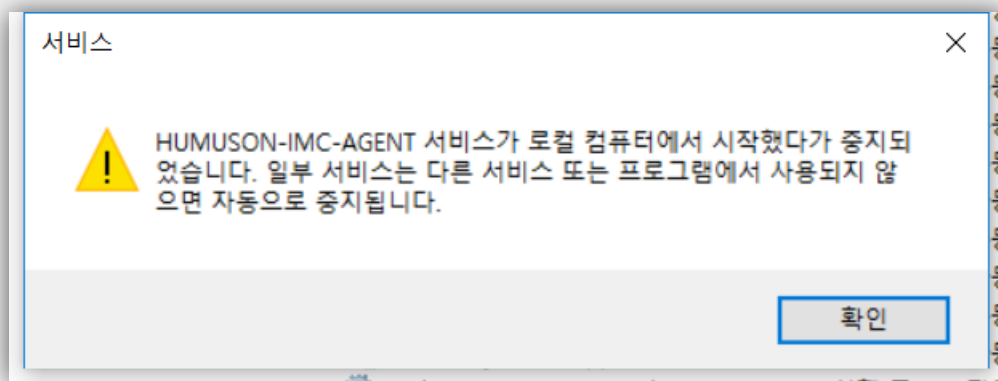 서비스
HUMUSON-IMC-AGENT 서비스가 로컬 컴퓨터에서 시작했다가 중지되
었습니다. 일부 서비스는 다른 서비스 또는 프로그램에서 사용되지 않
으면 자동으로 중지됩니다.
확인